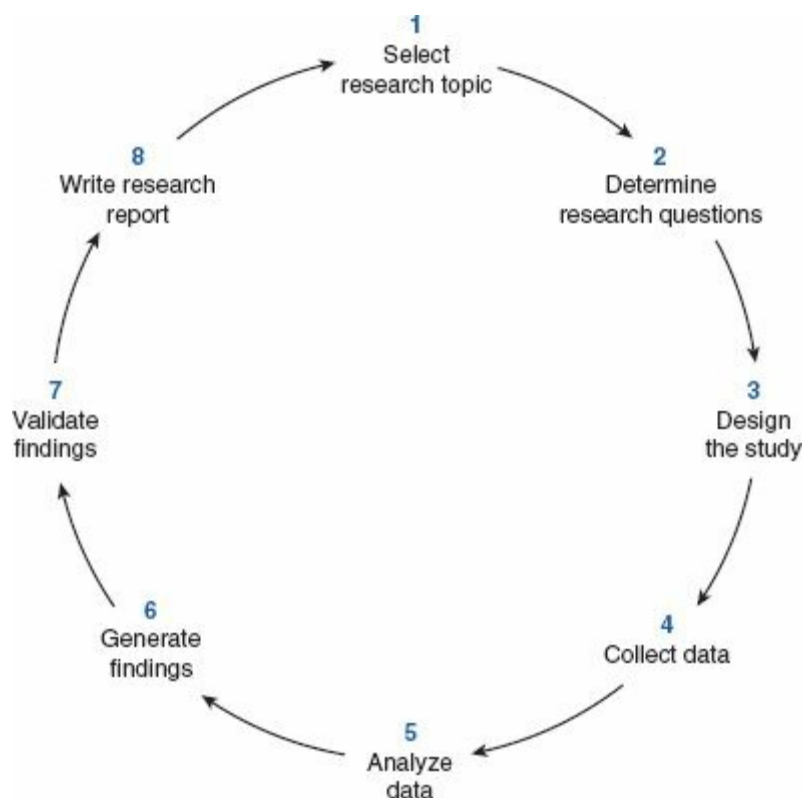 1
Select
research topic
2
Determine
research questions
3
Design
the study
4
Collect data
5
Analyze
data
6
Generate
findings
7
Validate
findings
8
Write research
report